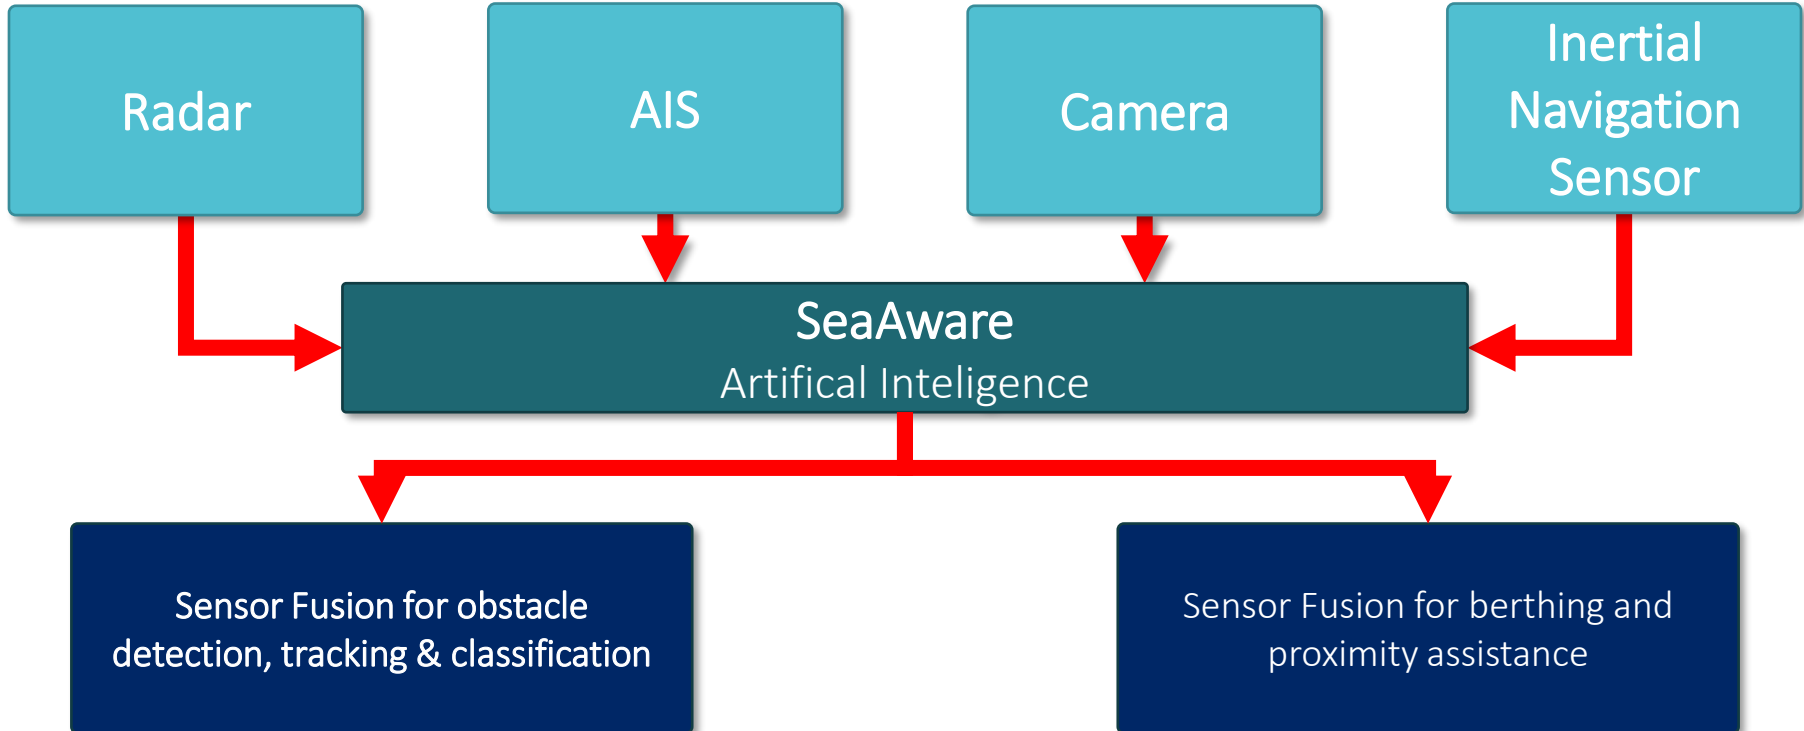 Radar
AIS
Camera
Inertial
Navigation
Sensor
SeaAware
Artifical Inteligence
Sensor Fusion for obstacle
detection, tracking & classification
Sensor Fusion for berthing and
proximity assistance